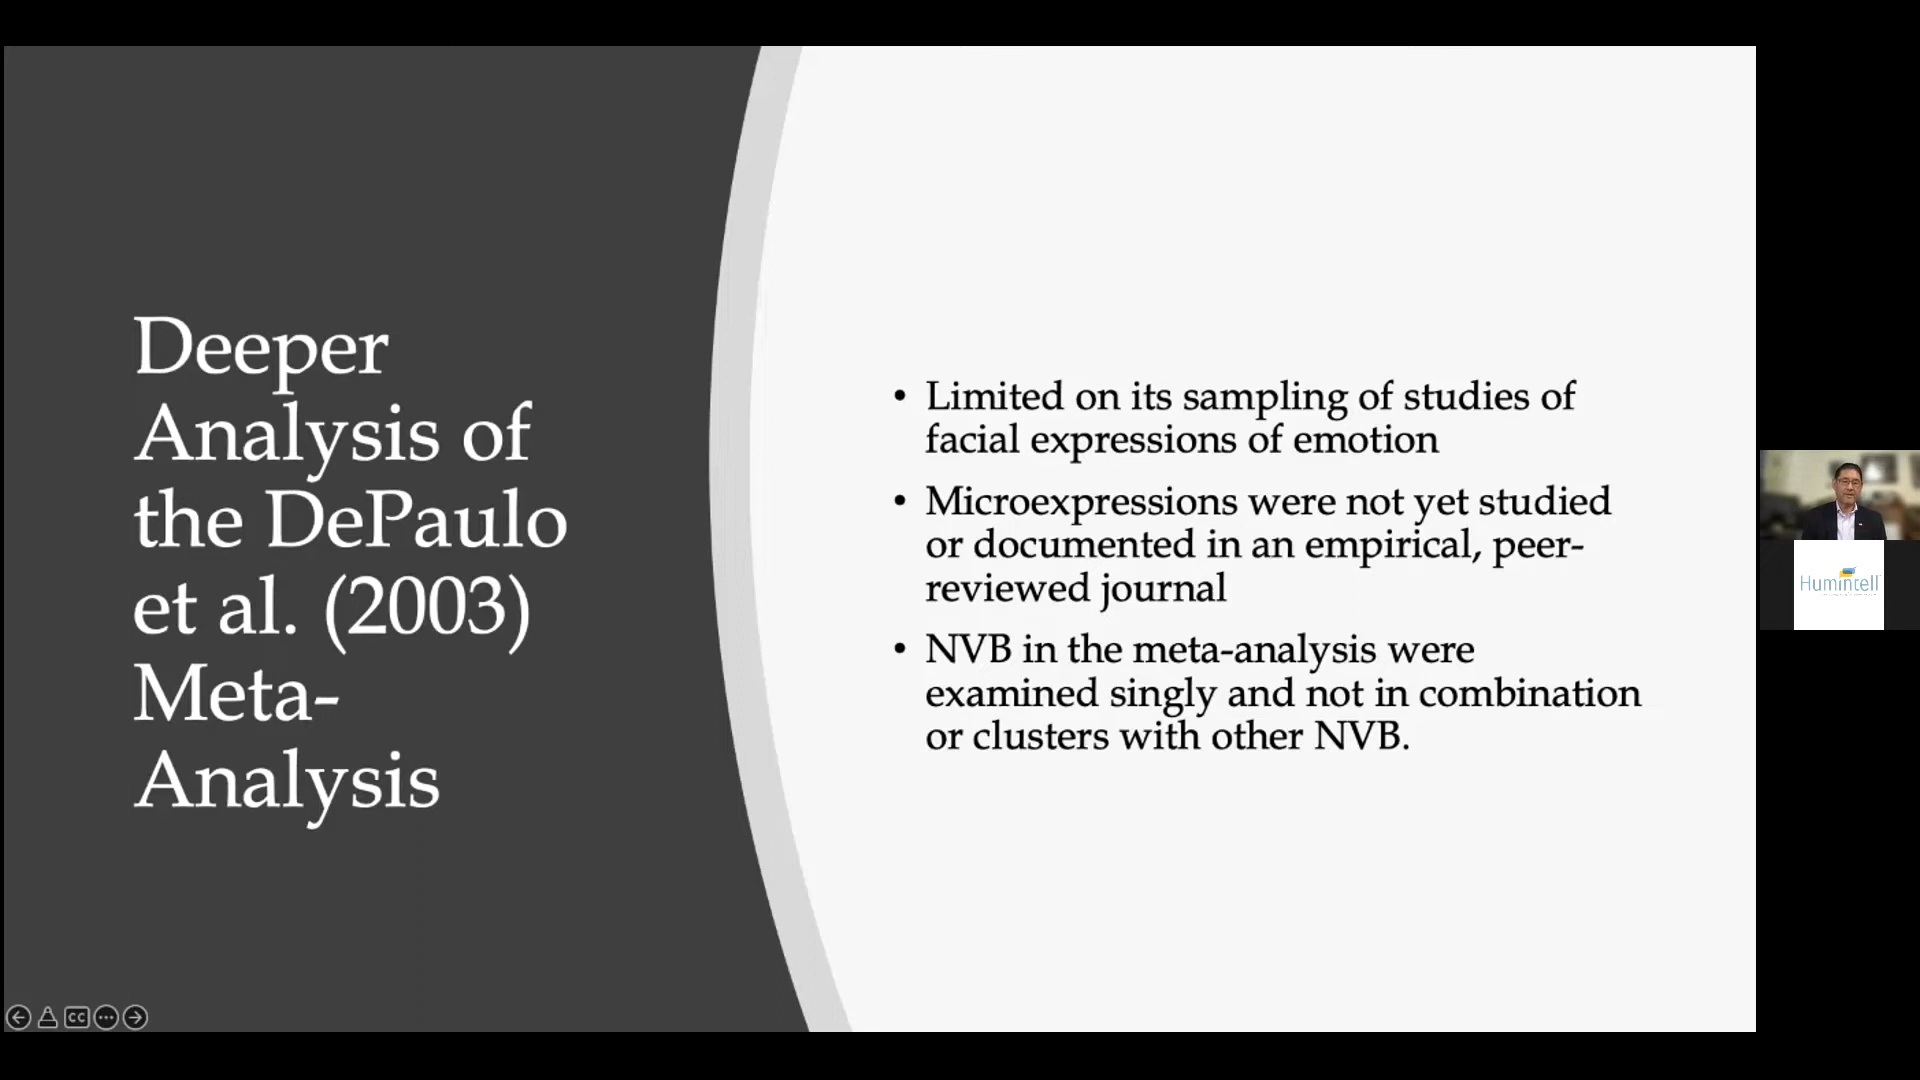 Deeper
Analysis of
the DePaulo
et al. (2003)
Meta-
Analysis
• Limited on its sampling of studies of
facial expressions of emotion
• Microexpressions were not yet studied
or documented in an empirical, peer-
reviewed journal
• NVB in the meta-analysis were
examined singly and not in combination
or clusters with other NVB.
Humintell
CC